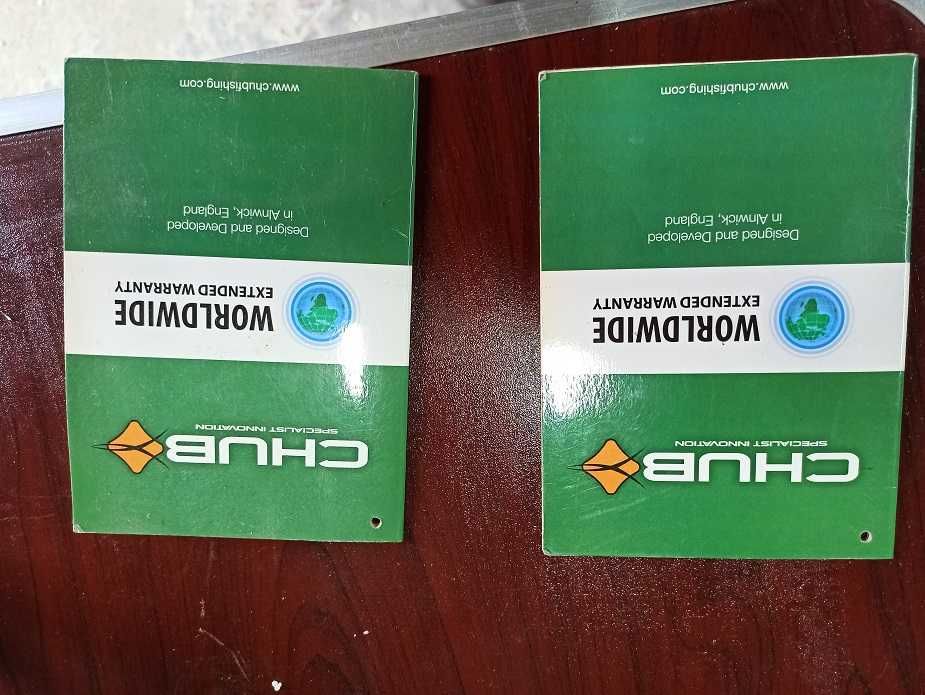 CHUB
SPECIALIST INNOVATION
WORLDWIDE
EXTENDED WARRANTY
Designed and Developed
in Alnwick, England
www.chubfishing.com
CHUB
SPECIALIST INNOVATION
WORLDWIDE
EXTENDED WARRANTY
Designed and Developed
in Alnwick, England
www.chubfishing.com